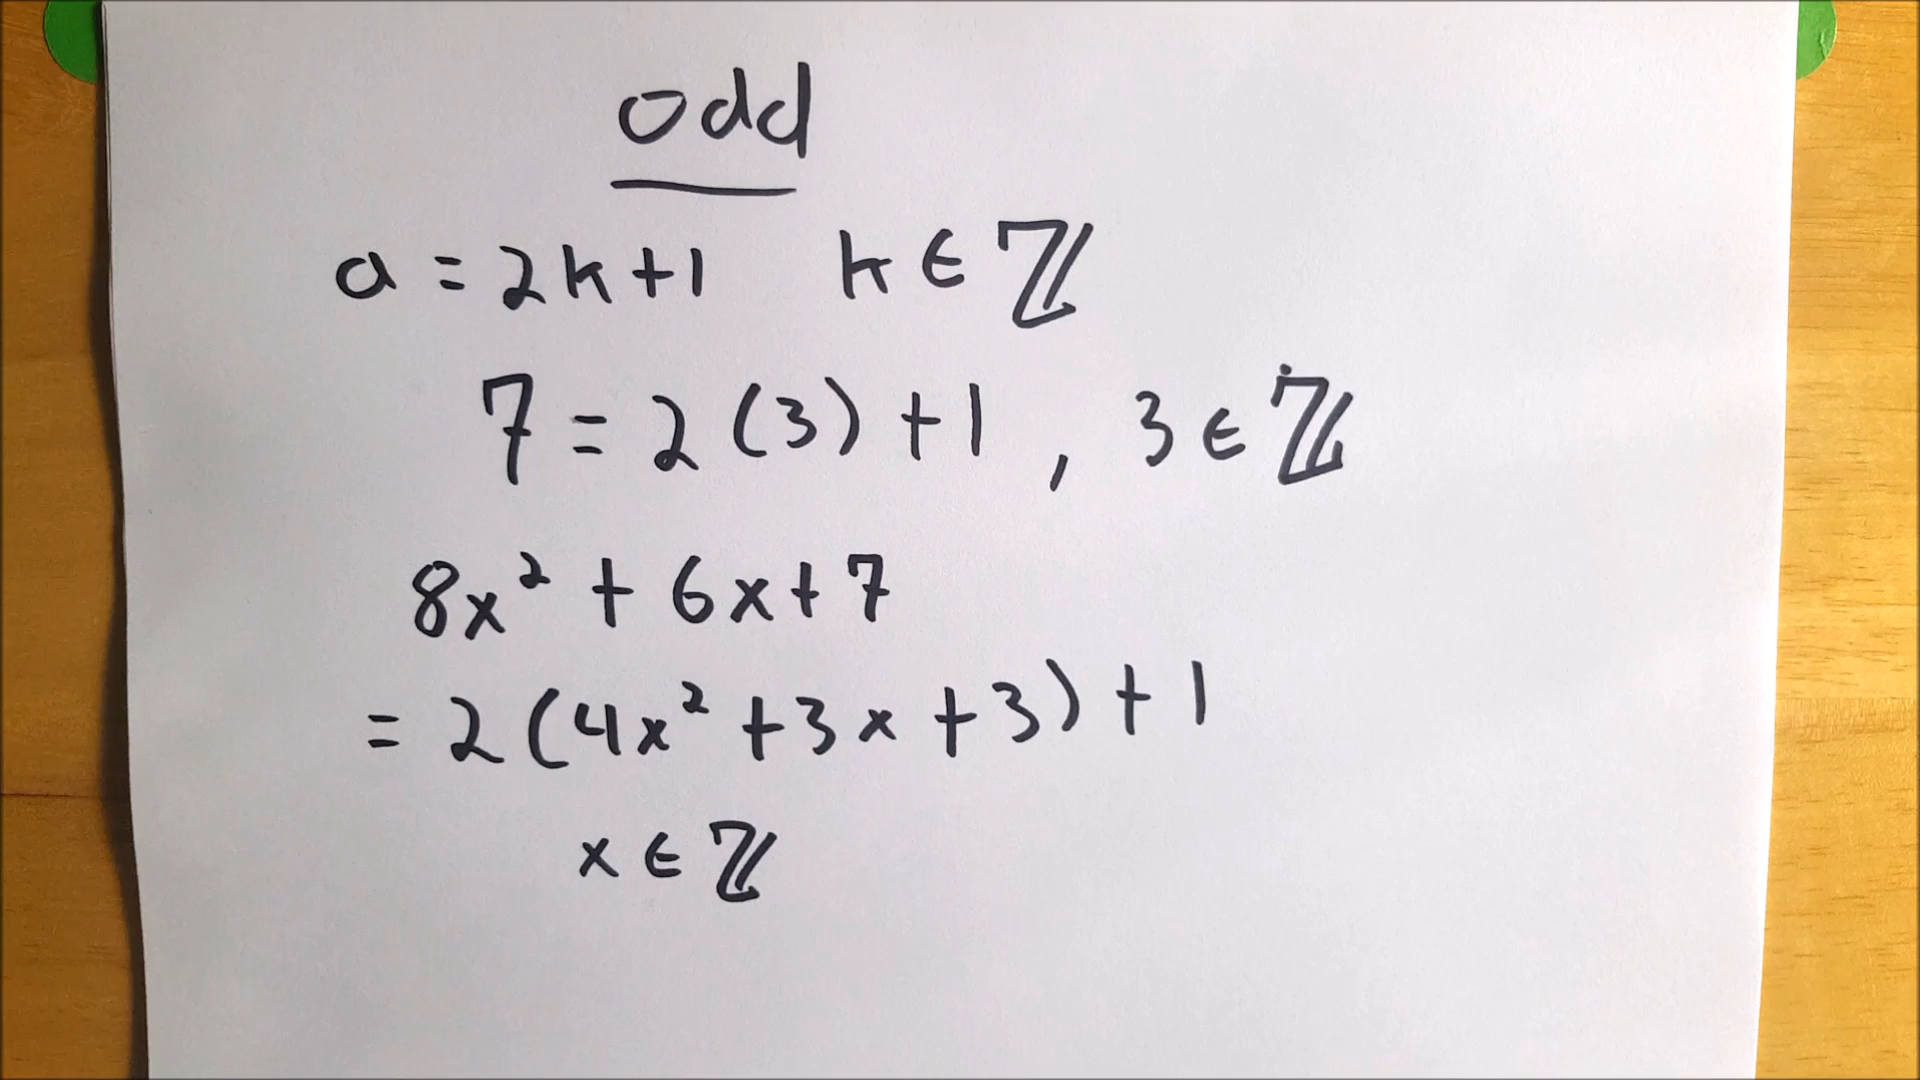 odd
a = 2k+1 k ∈ ℤ
7 = 2(3)+1, 3 ∈ ℤ
8x² + 6x + 7
= 2(4x² + 3x + 3) + 1
x ∈ ℤ